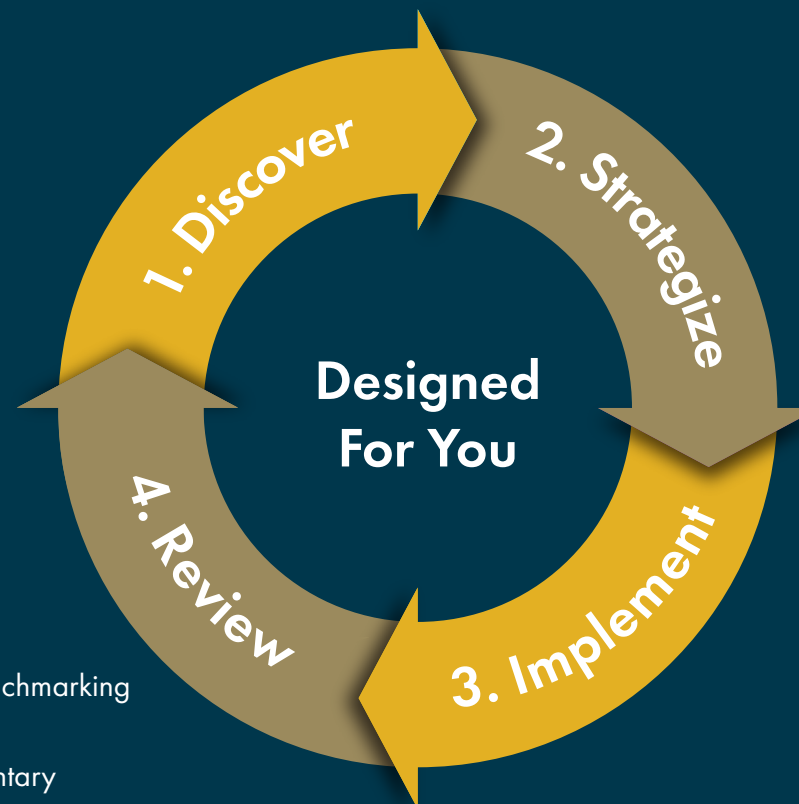 1. Discover
2. Strategize
Designed
For You
3. Implement
4. Review
chmarking
ntary